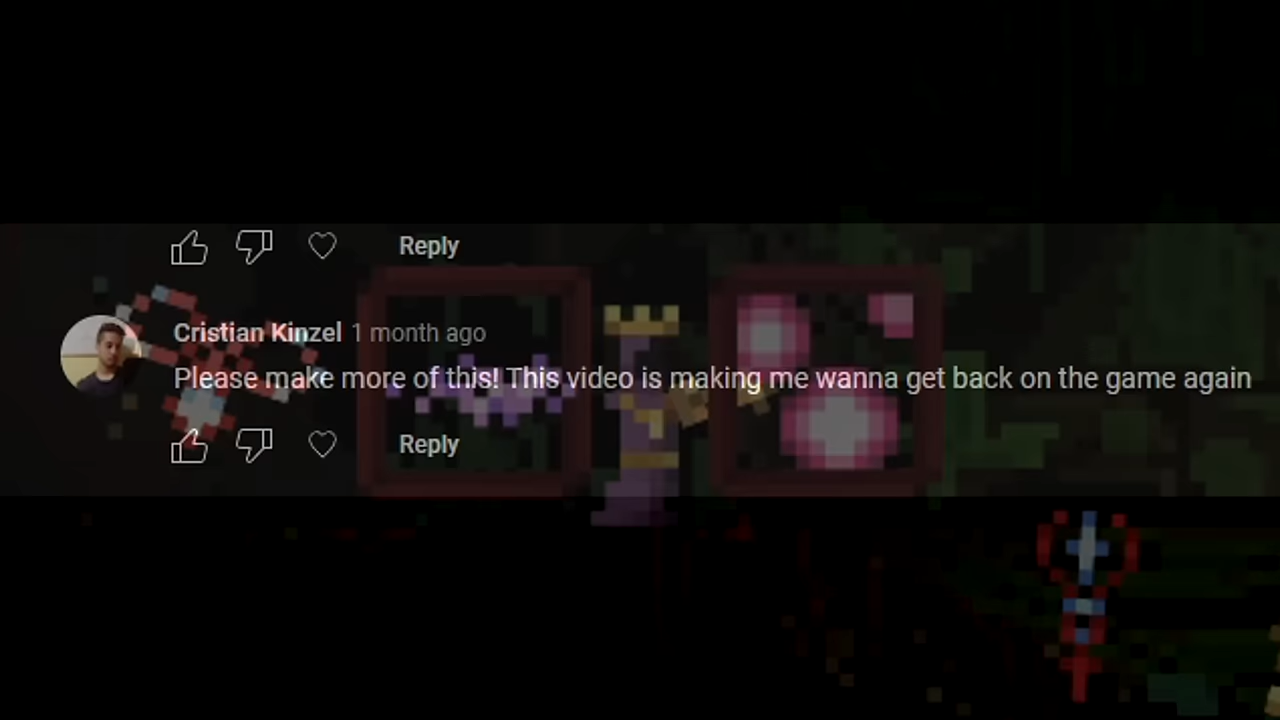 Reply
Cristian Kinzel 1 month ago
Please make more of this! This video is making me wanna get back on the game again
Reply